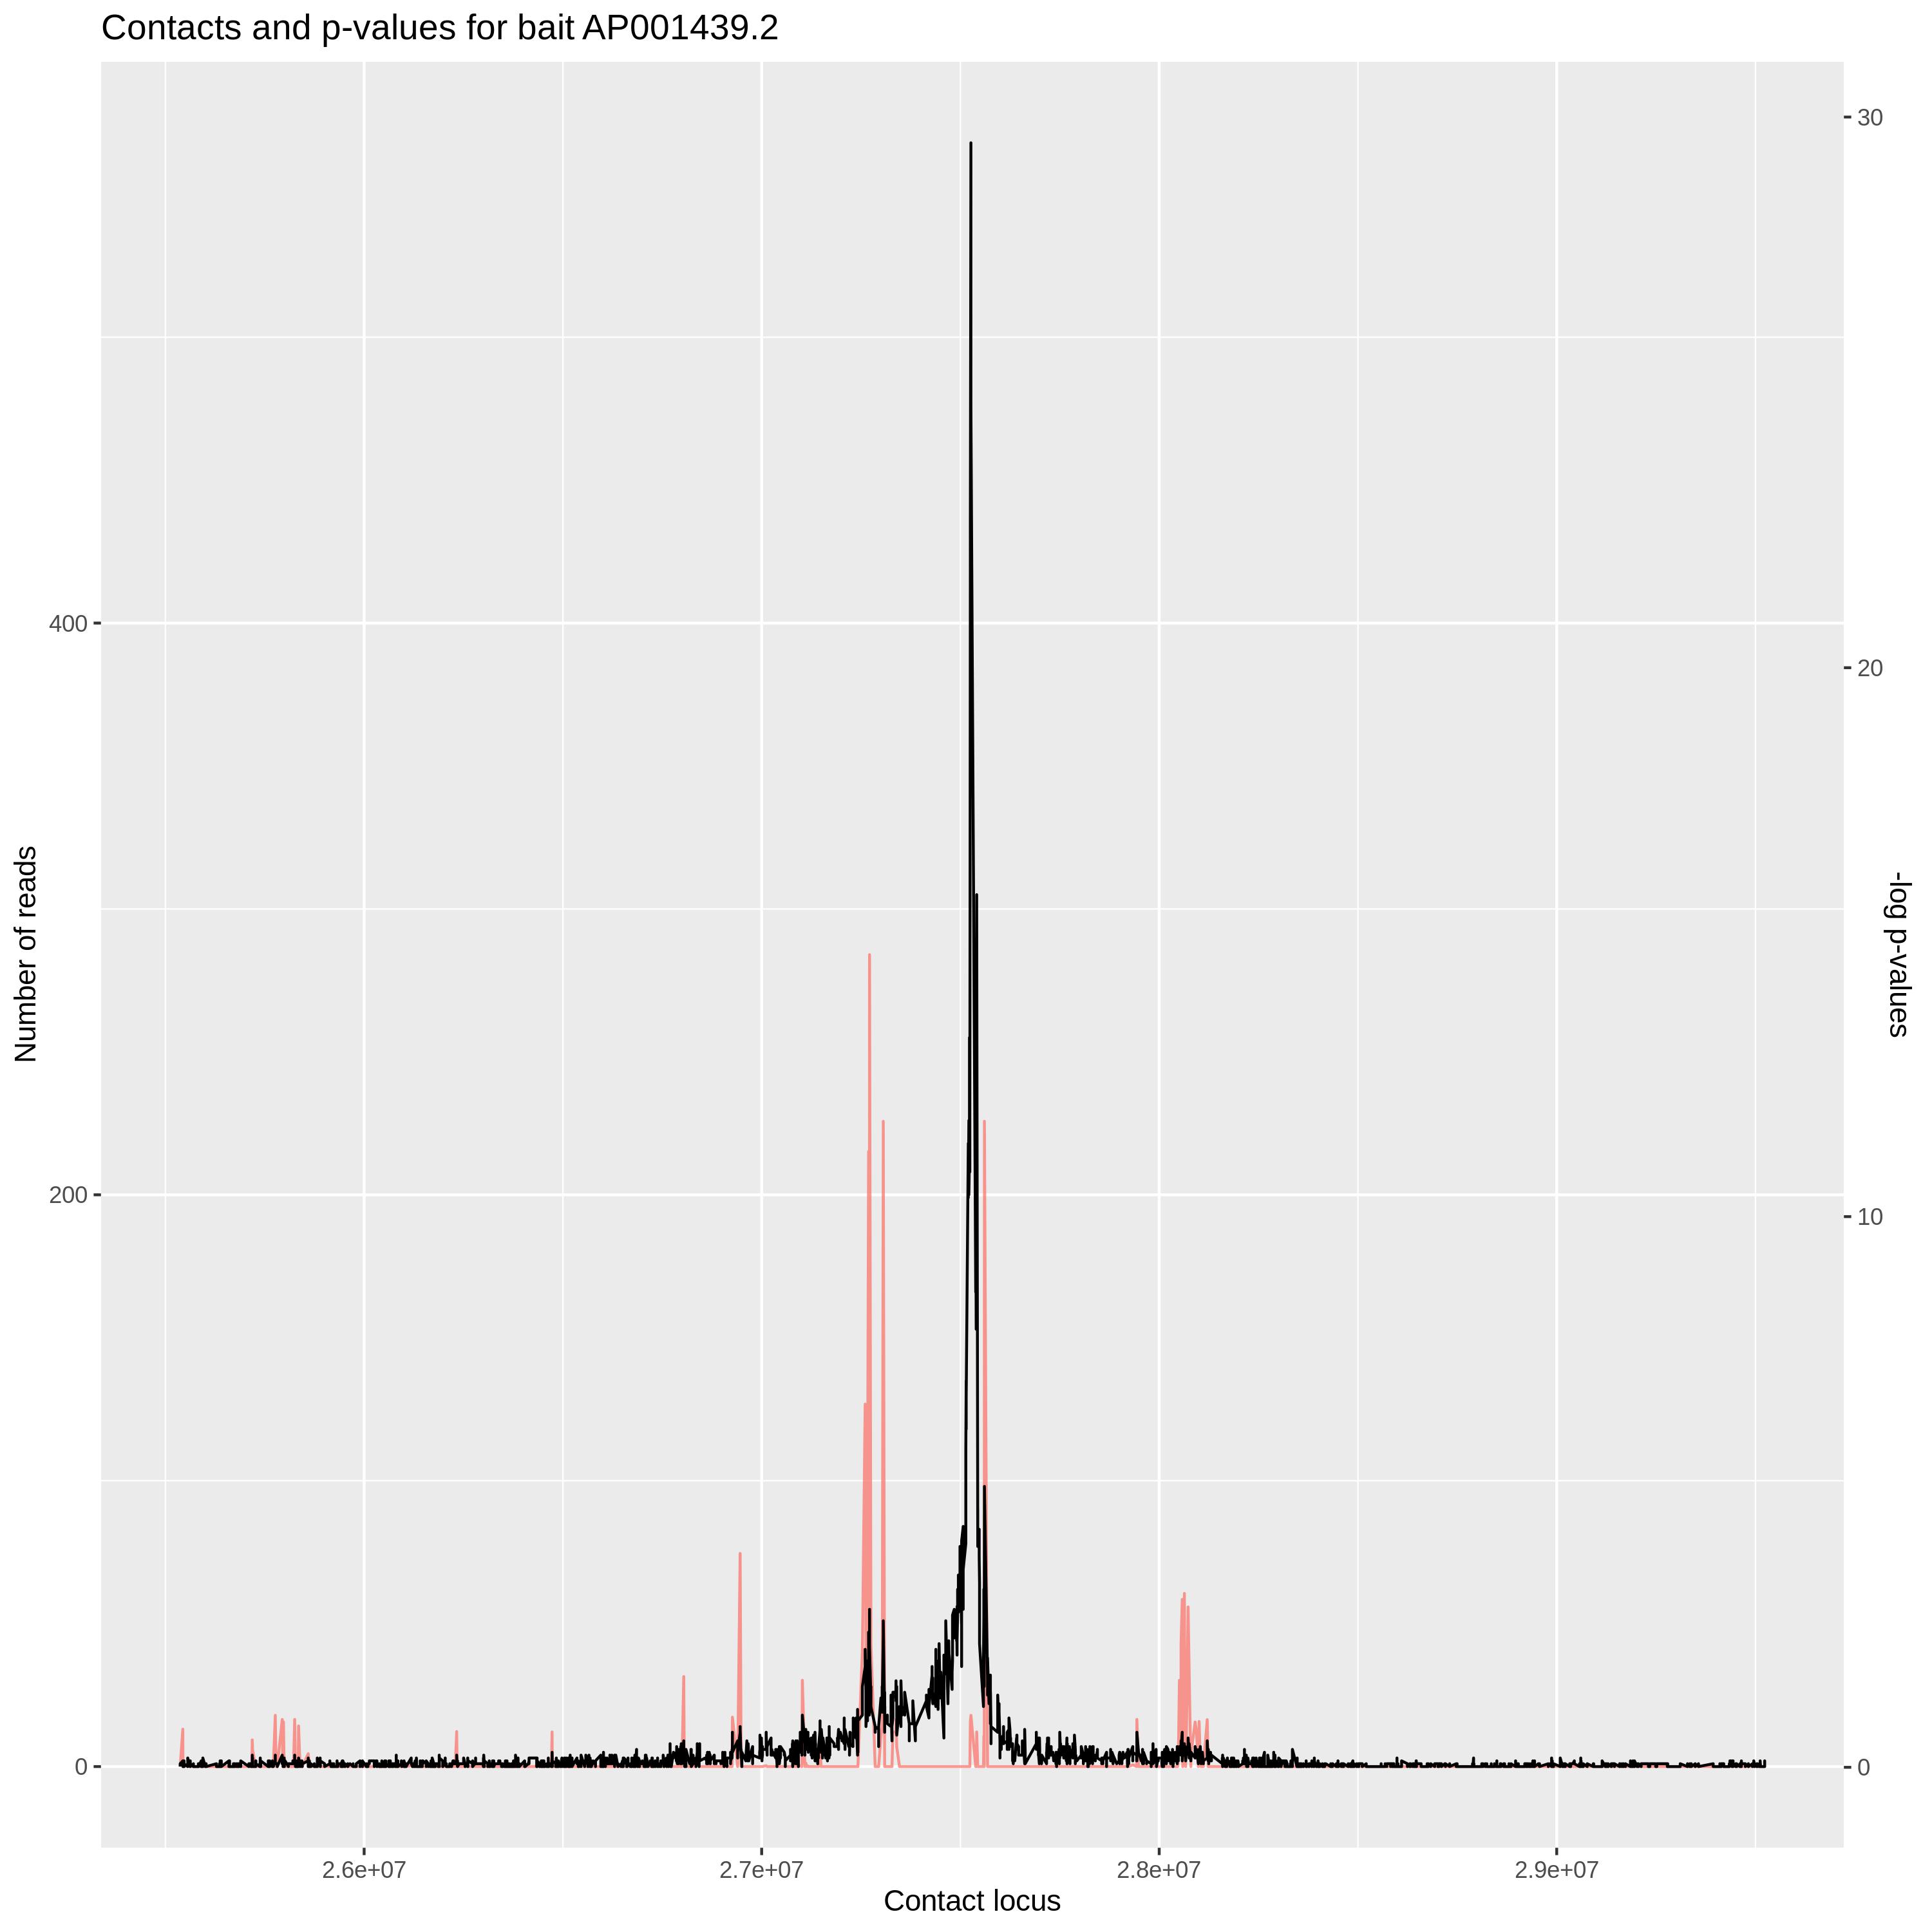 Contacts and p-values for bait AP001439.2
Number of reads
400
200
0
30
20
10
0
-log p-values
2.6e+07
2.7e+07
2.8e+07
2.9e+07
Contact locus